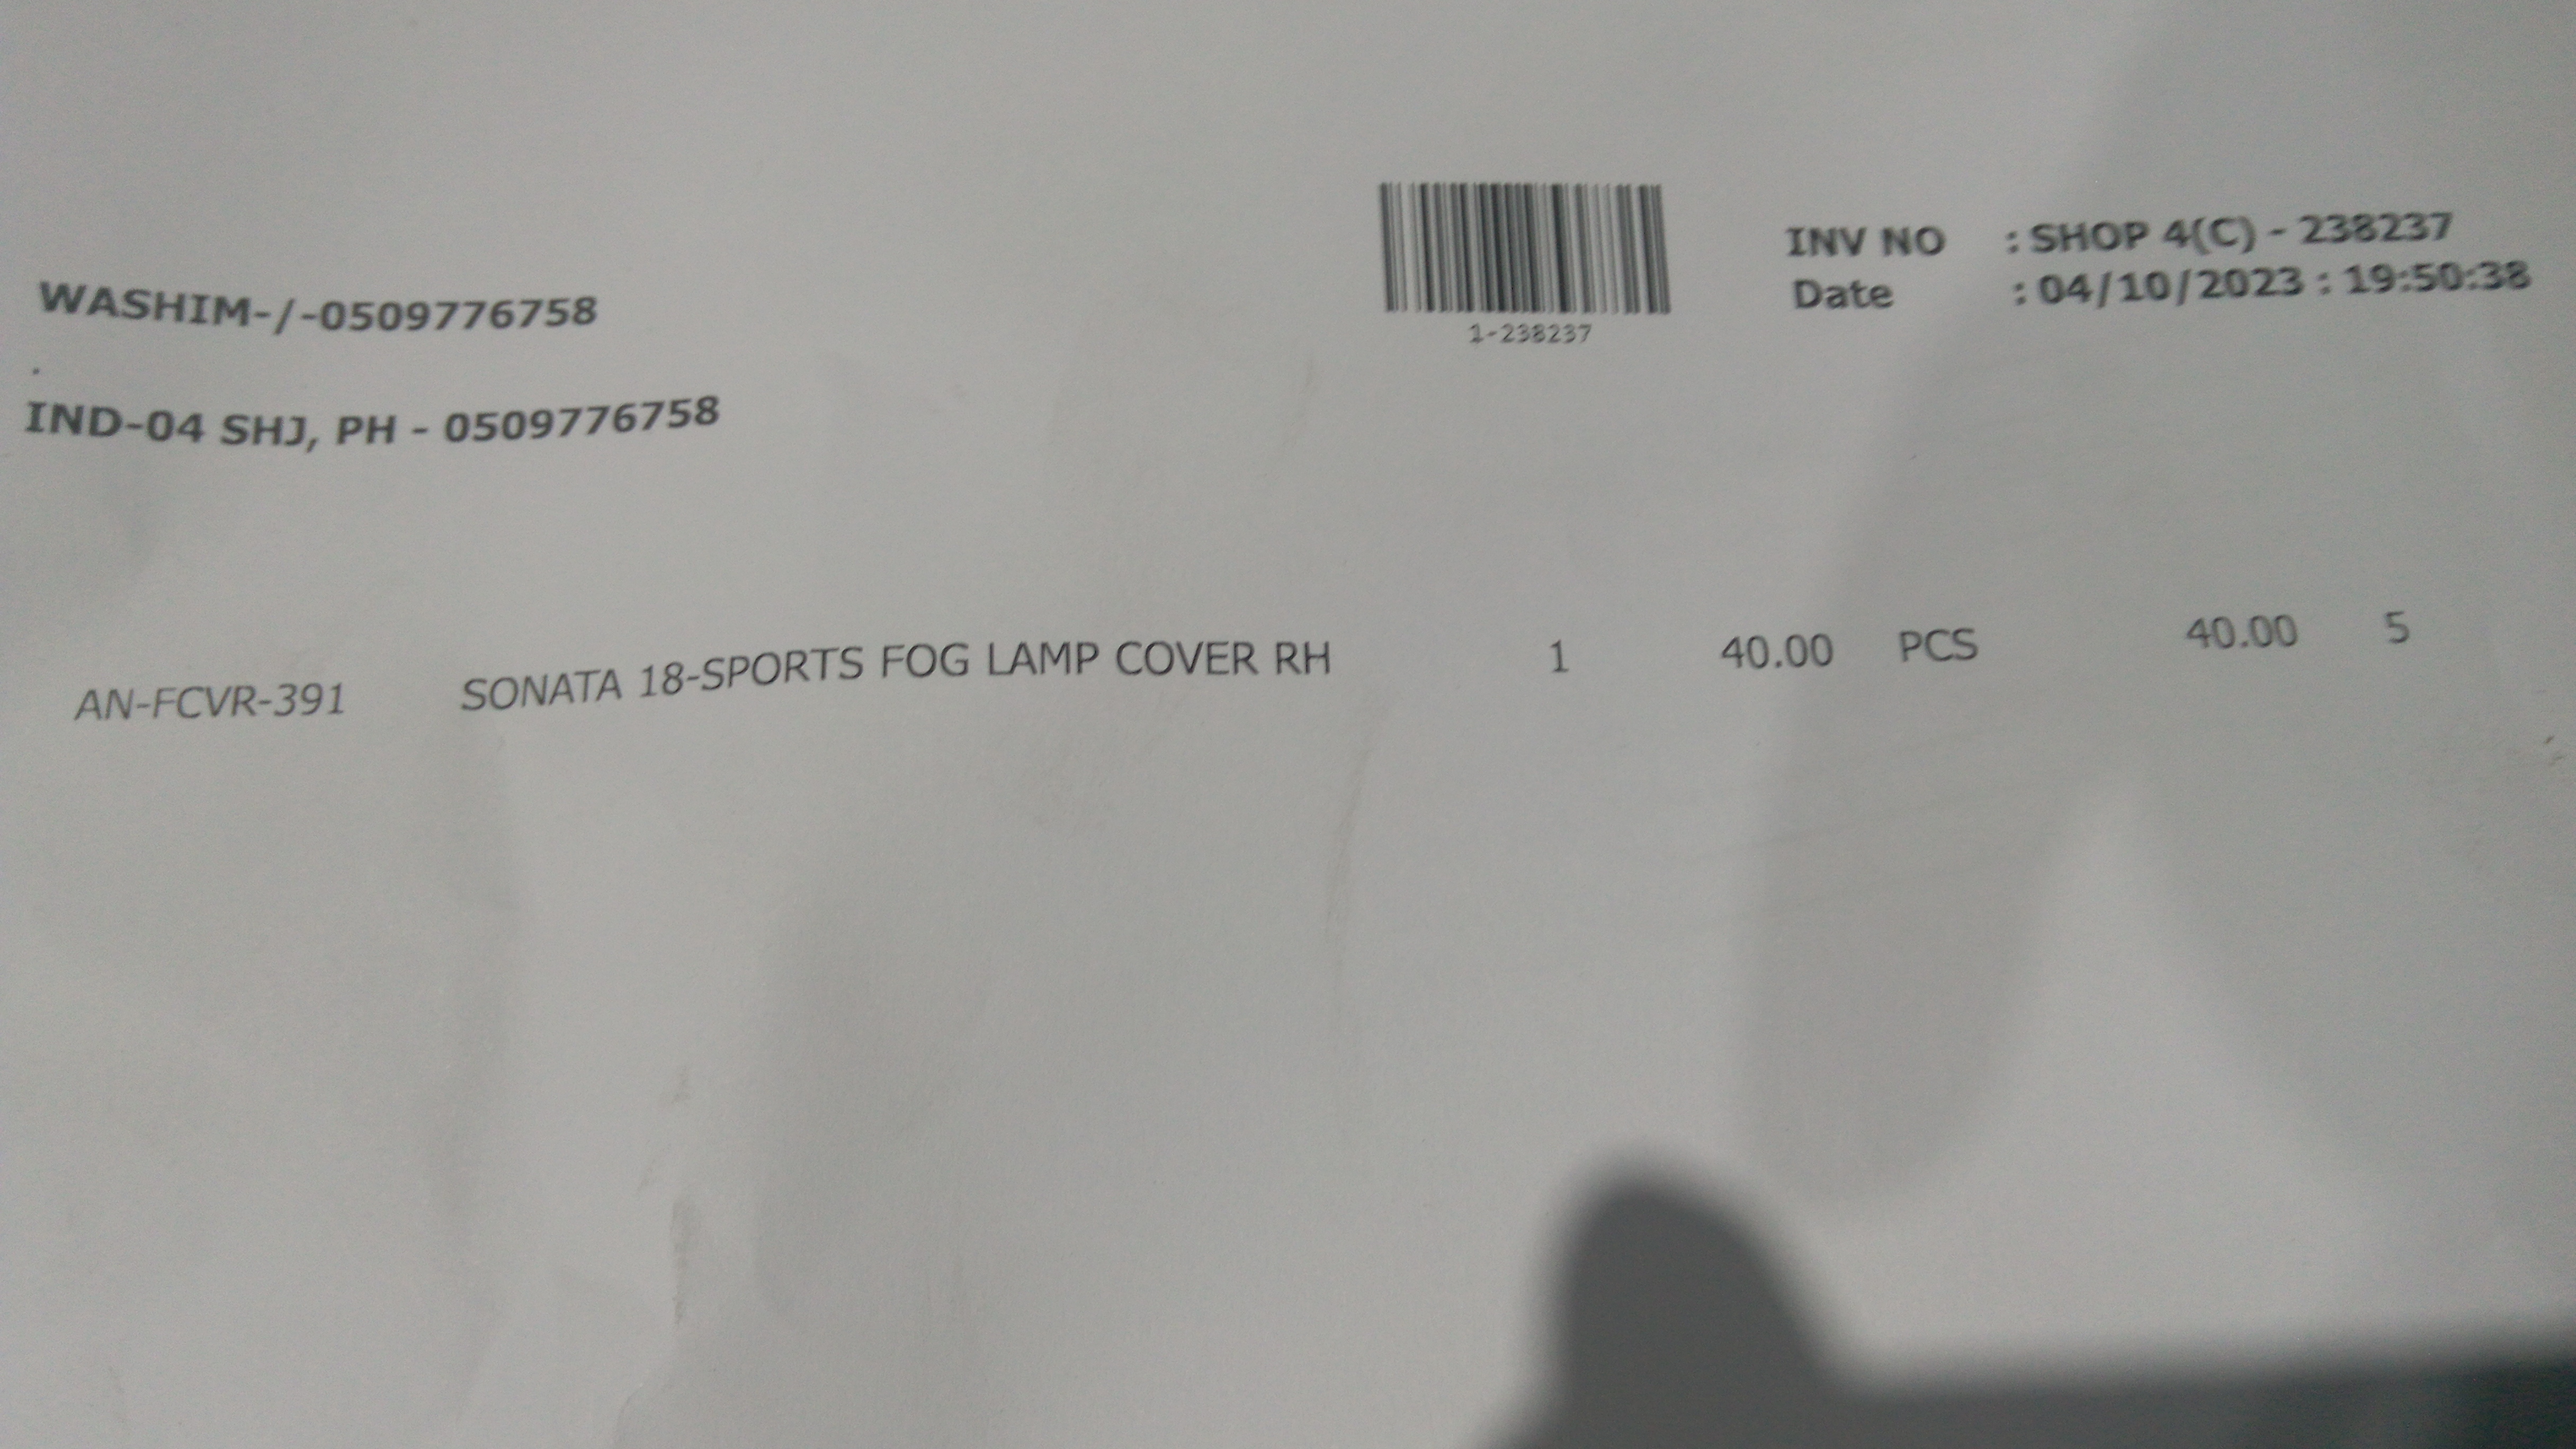 INV NO : SHOP 4(C) - 238237
Date : 04/10/2023 : 19:50:38
1-238237
WASHIM-/-0509776758
.
IND-04 SHJ, PH - 0509776758
AN-FCVR-391 SONATA 18-SPORTS FOG LAMP COVER RH 1 40.00 PCS 40.00 5